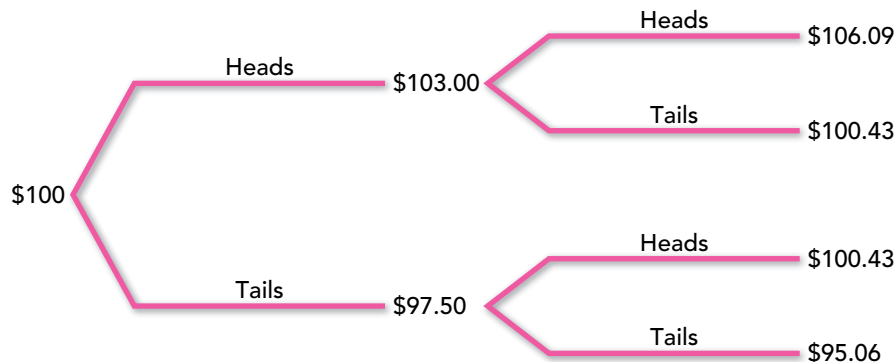 Heads
$106.09
Heads
$103.00
Tails
$100.43
$100
Heads
$100.43
Tails
$97.50
Tails
$95.06